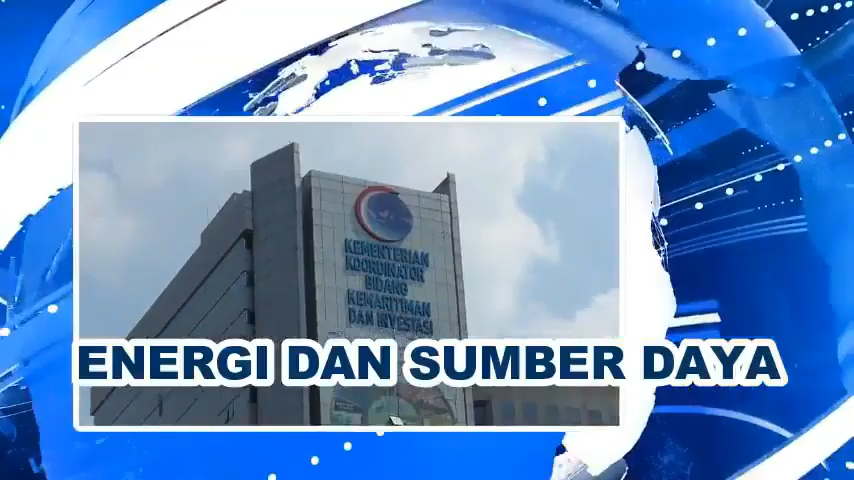 KEMENTERIAN
KOORDINATOR
BIDANG
KEMARITIMAN
DAN INVESTASI
ENERGI DAN SUMBER DAYA